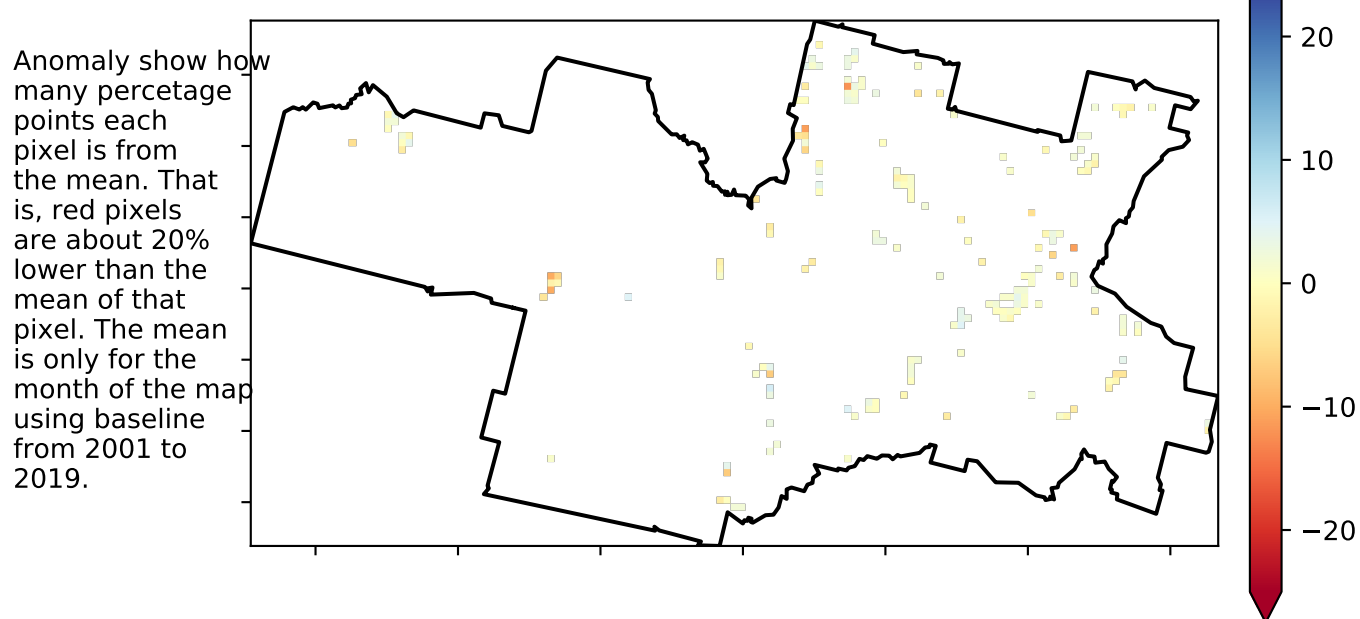 Anomaly show how
many percetage
points each
pixel is from
the mean. That
is, red pixels
are about 20%
lower than the
mean of that
pixel. The mean
is only for the
month of the map
using baseline
from 2001 to
2019.
20
10
0
−10
−20